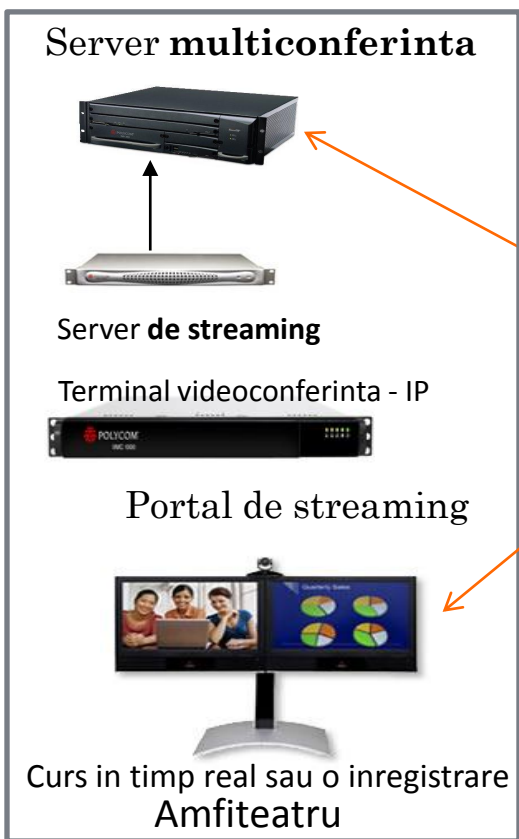 Server multiconferinta
Server de streaming
Terminal videoconferinta - IP
POLYCOM
Portal de streaming
Curs in timp real sau o inregistrare
Amfiteatru